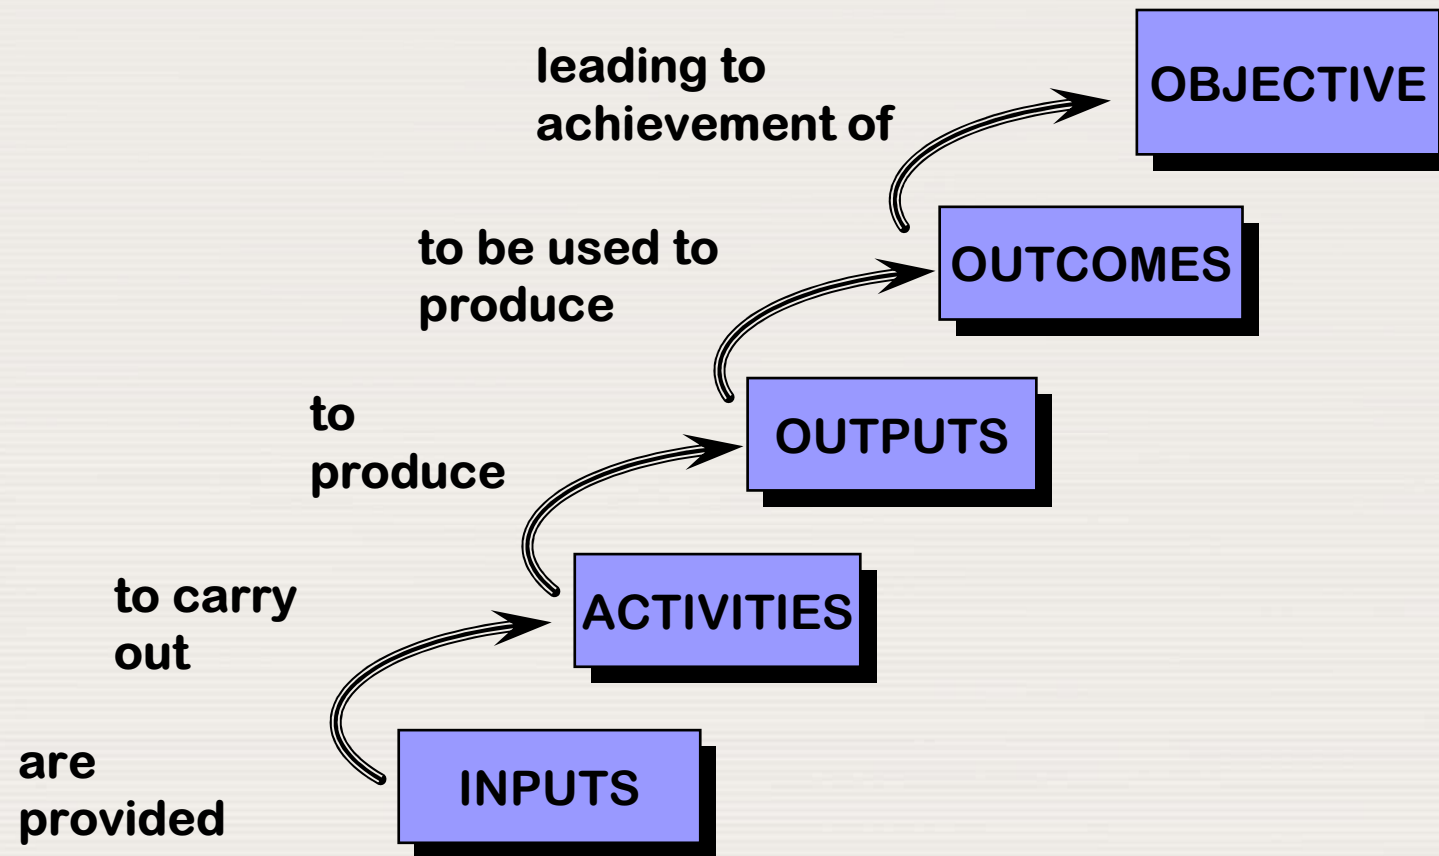 leading to
achievement of
OBJECTIVE
to be used to
produce
OUTCOMES
to
produce
OUTPUTS
to carry
out
ACTIVITIES
are
provided
INPUTS